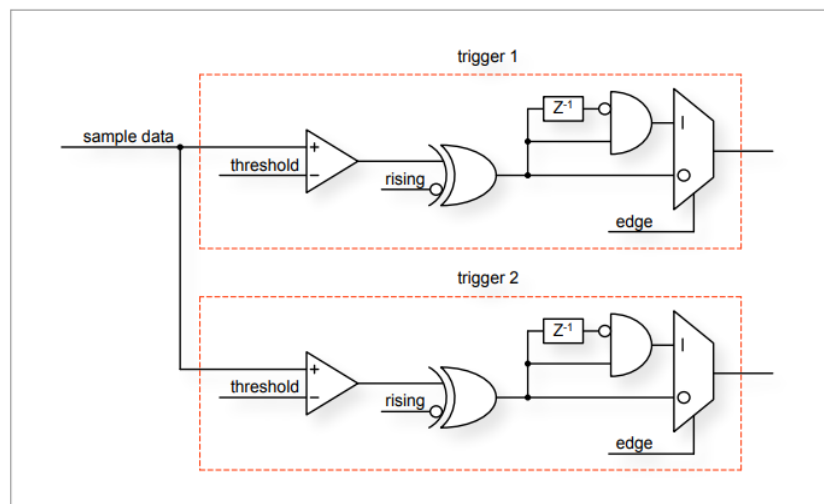 trigger 1
sample data
threshold
+
−
rising
Z-1
I
O
edge
trigger 2
threshold
+
−
rising
Z-1
I
O
edge